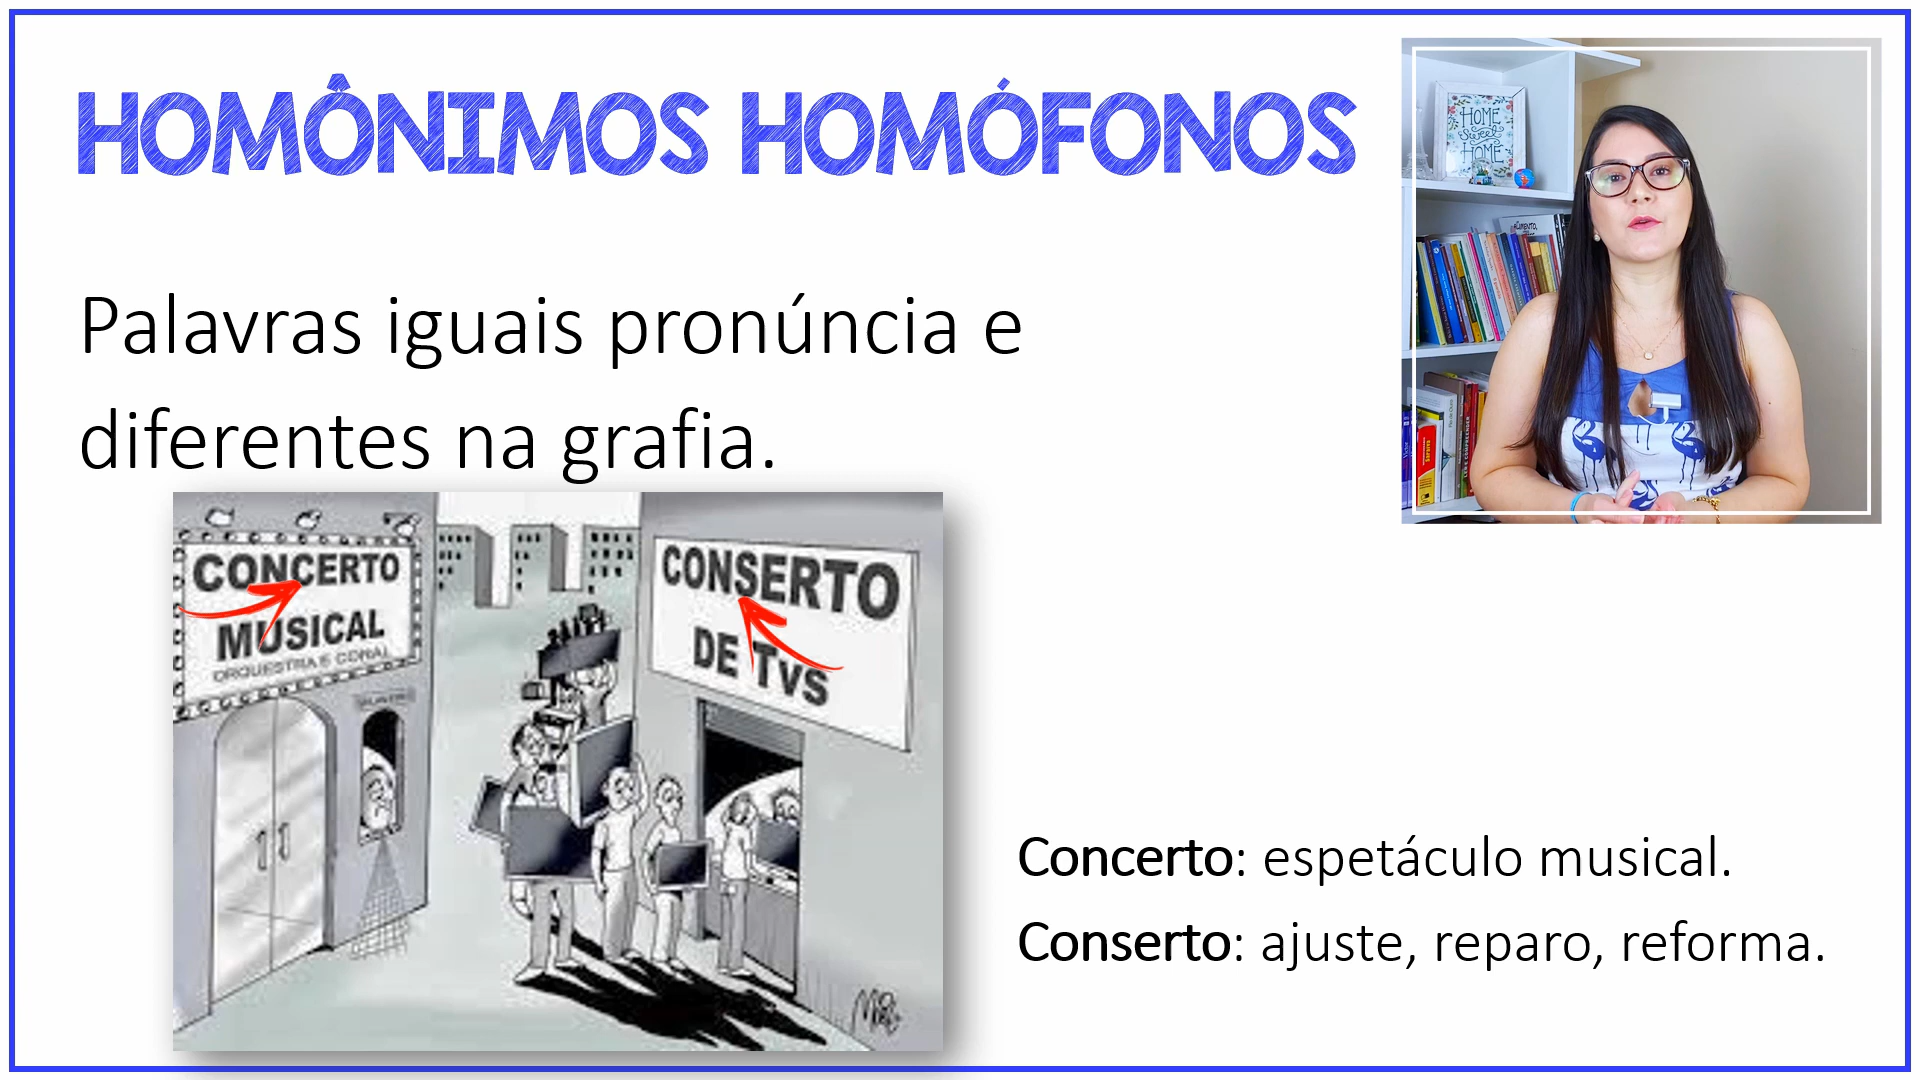 HOMÔNIMOS HOMÓFONOS
HOME
Sweet
HOME
Palavras iguais pronúncia e
diferentes na grafia.
CONCERTO
MUSICAL
ORQUESTRA E CORAL
CONSERTO
DE TVS
Concerto: espetáculo musical.
Conserto: ajuste, reparo, reforma.